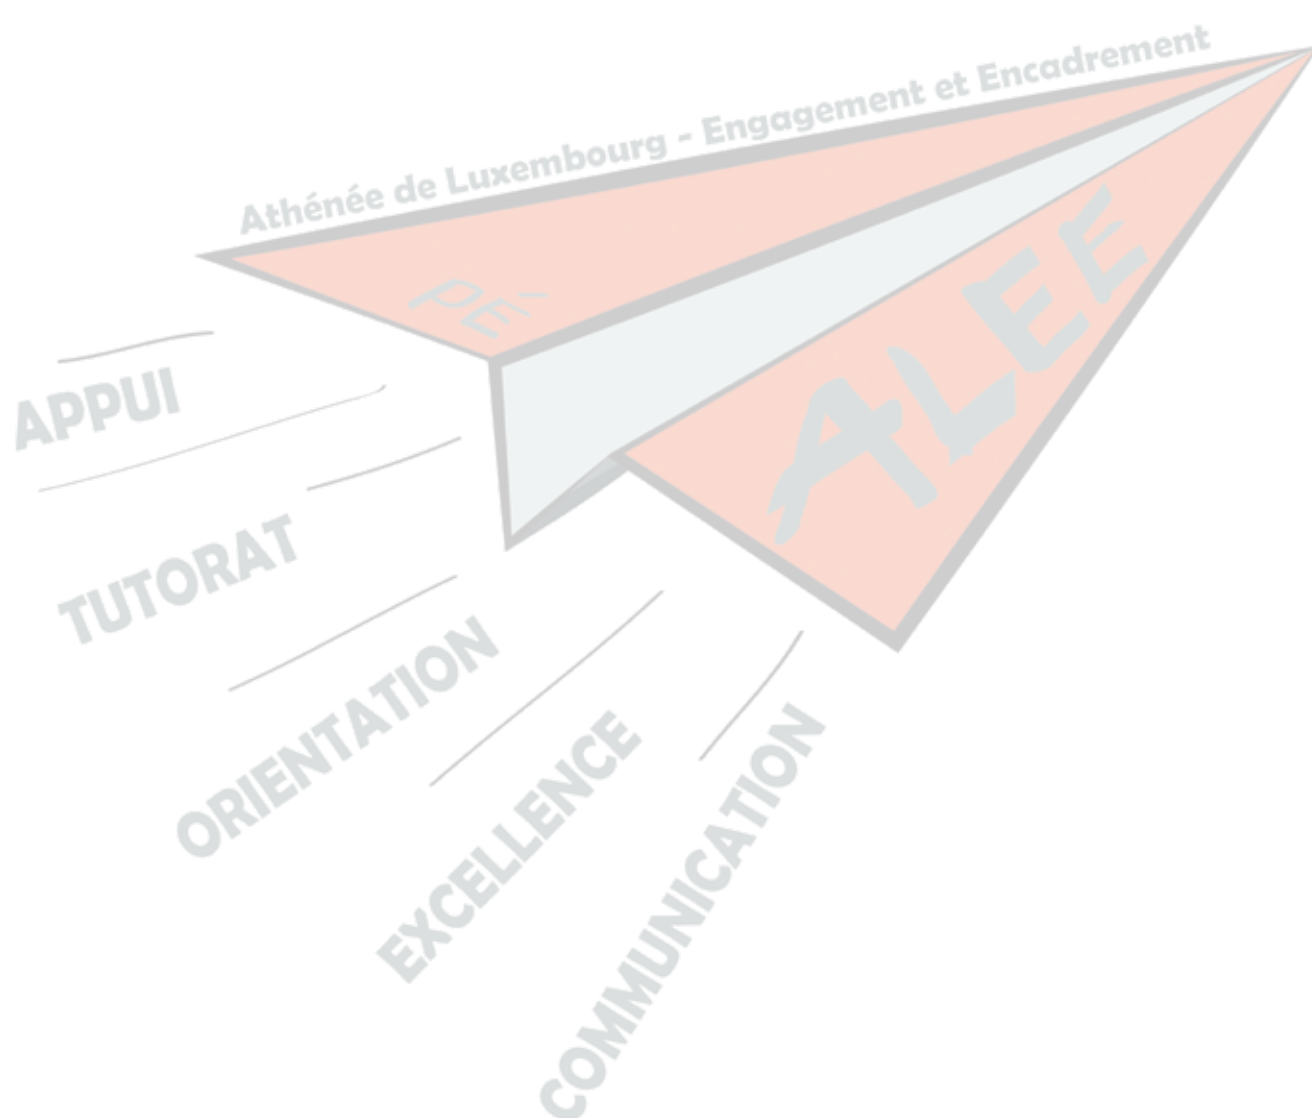 Athénée de Luxembourg - Engagement et Encadrement
PÉ
ALEE
APPUI
TUTORAT
ORIENTATION
EXCELLENCE
COMMUNICATION